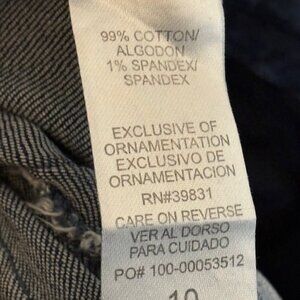 99% COTTON/
ALGODON
1% SPANDEX/
SPANDEX
EXCLUSIVE OF
ORNAMENTATION
EXCLUSIVO DE
ORNAMENTACION
RN#39831
CARE ON REVERSE
VER AL DORSO
PARA CUIDADO
PO# 100-00053512
10